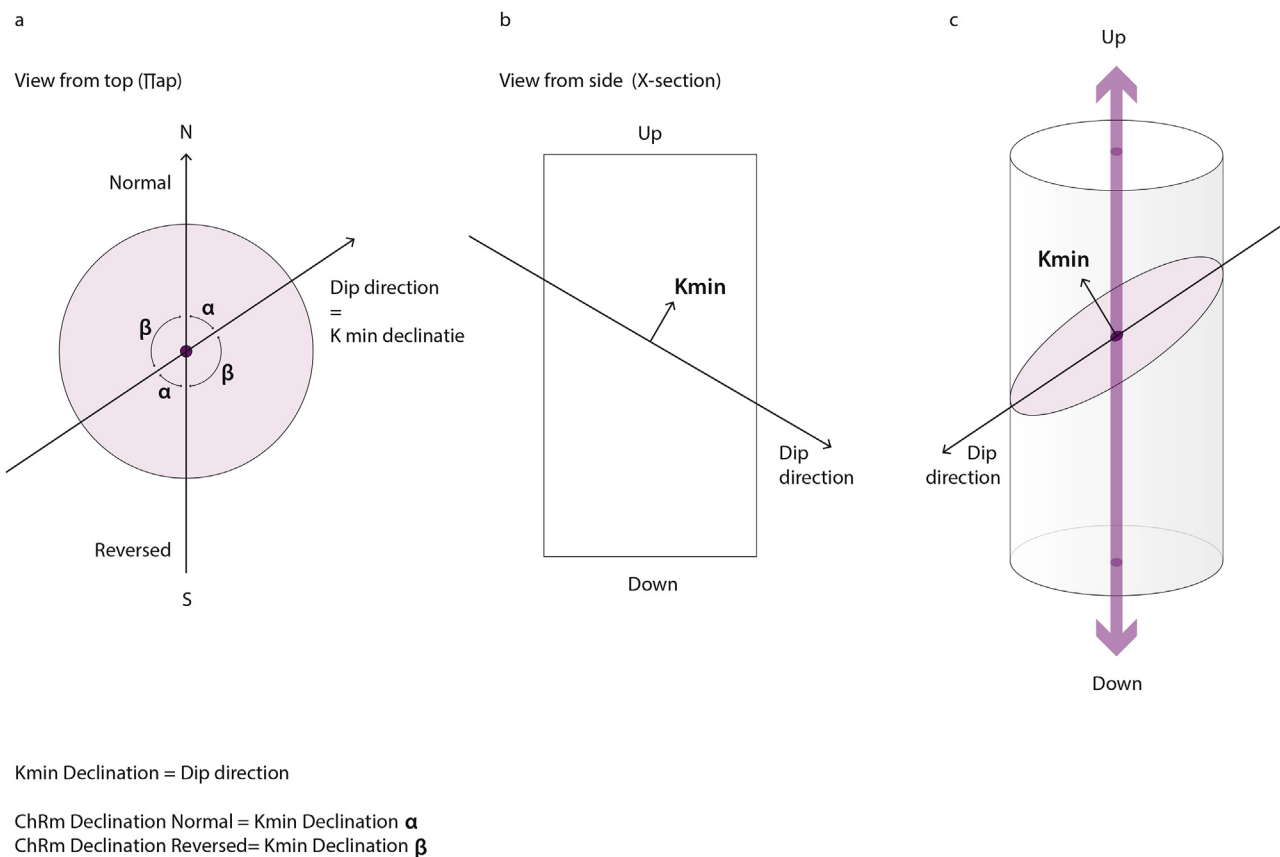 a
View from top (∏ap)
N
Normal
α
β
β
α
Dip direction
=
K min declinatie
Reversed
S
b
View from side (X-section)
Up
Kmin
Dip
direction
Down
c
Up
Kmin
Dip
direction
Down
Kmin Declination = Dip direction
ChRm Declination Normal = Kmin Declination α
ChRm Declination Reversed= Kmin Declination β